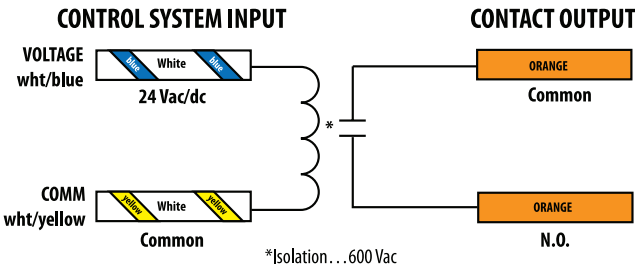 CONTROL SYSTEM INPUT
CONTACT OUTPUT
VOLTAGE
wht/blue
blue White blue
24 Vac/dc
ORANGE
Common
*
COMM
wht/yellow
yellow White yellow
Common
ORANGE
N.O.
*Isolation...600 Vac